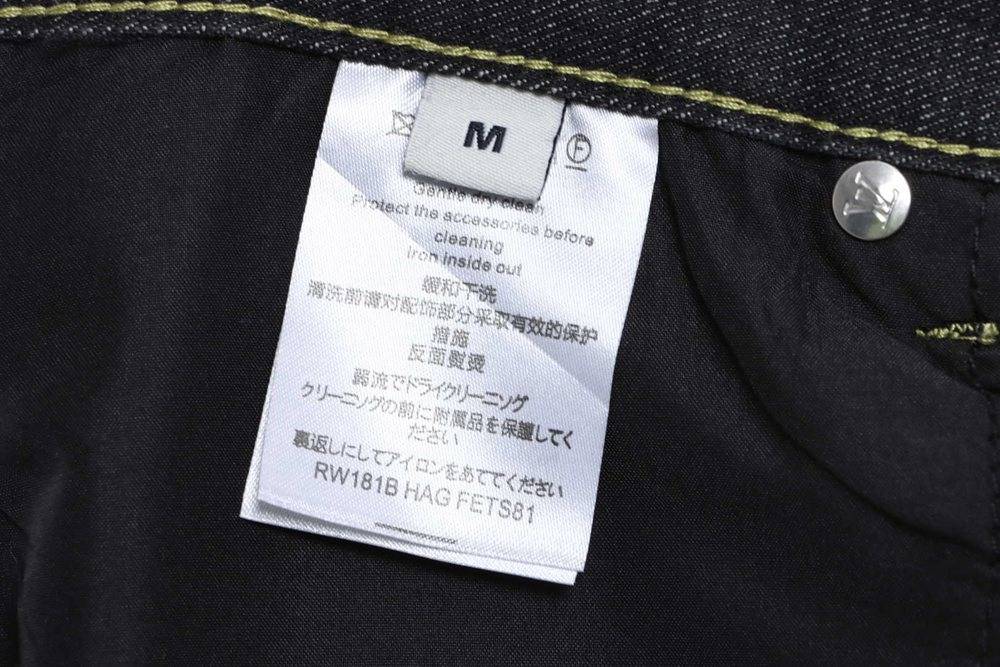 M
F
Gentle dry clean
Protect the accessories before
cleaning
iron inside out
缓和干洗
清洗前请对配饰部分采取有效的保护
措施
反面熨烫
弱流でドライクリーニング
クリーニングの前に附属品を保護してく
ださい
裏返しにしてアイロンをあててください
RW181B HAG FETS81
LV